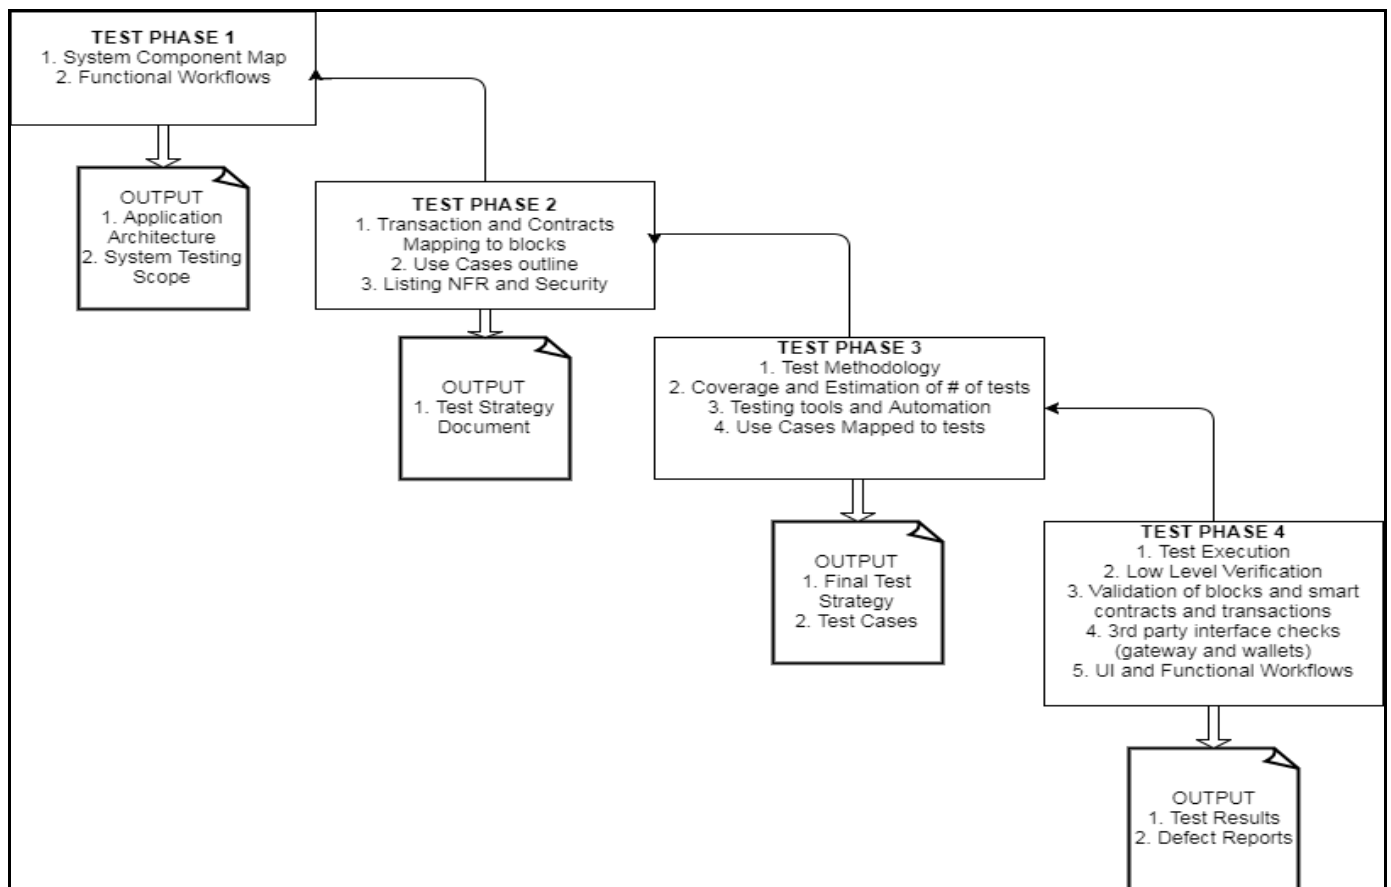 TEST PHASE 1
1. System Component Map
2. Functional Workflows
OUTPUT
1. Application
Architecture
2. System Testing
Scope
TEST PHASE 2
1. Transaction and Contracts
Mapping to blocks
2. Use Cases outline
3. Listing NFR and Security
OUTPUT
1. Test Strategy
Document
TEST PHASE 3
1. Test Methodology
2. Coverage and Estimation of # of tests
3. Testing tools and Automation
4. Use Cases Mapped to tests
OUTPUT
1. Final Test
Strategy
2. Test Cases
TEST PHASE 4
1. Test Execution
2. Low Level Verification
3. Validation of blocks and smart
contracts and transactions
4. 3rd party interface checks
(gateway and wallets)
5. UI and Functional Workflows
OUTPUT
1. Test Results
2. Defect Reports